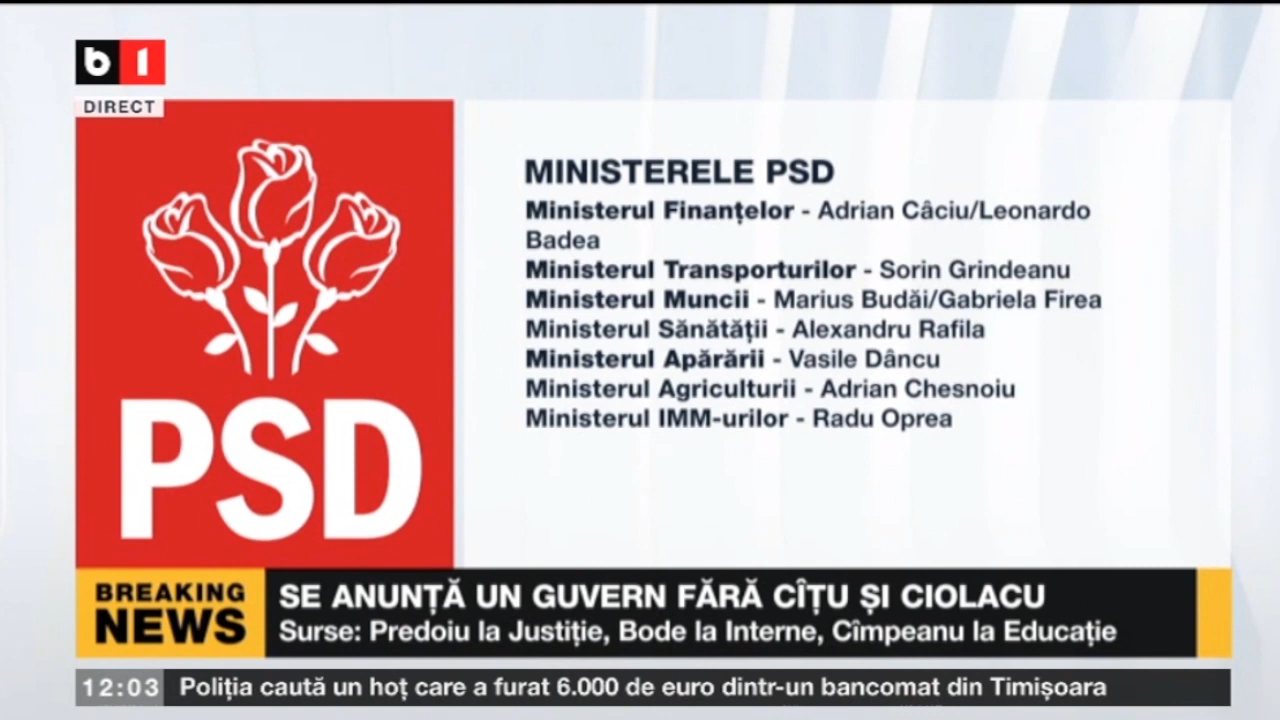 b 1
DIRECT
PSD
MINISTERELE PSD
Ministerul Finanțelor - Adrian Câciu/Leonardo
Badea
Ministerul Transporturilor - Sorin Grindeanu
Ministerul Muncii - Marius Budăi/Gabriela Firea
Ministerul Sănătății - Alexandru Rafila
Ministerul Apărării - Vasile Dâncu
Ministerul Agriculturii - Adrian Chesnoiu
Ministerul IMM-urilor - Radu Oprea
BREAKING
NEWS
SE ANUNȚĂ UN GUVERN FĂRĂ CÎȚU ȘI CIOLACU
Surse: Predoiu la Justiție, Bode la Interne, Cîmpeanu la Educație
12:03 Poliția caută un hoț care a furat 6.000 de euro dintr-un bancomat din Timișoara